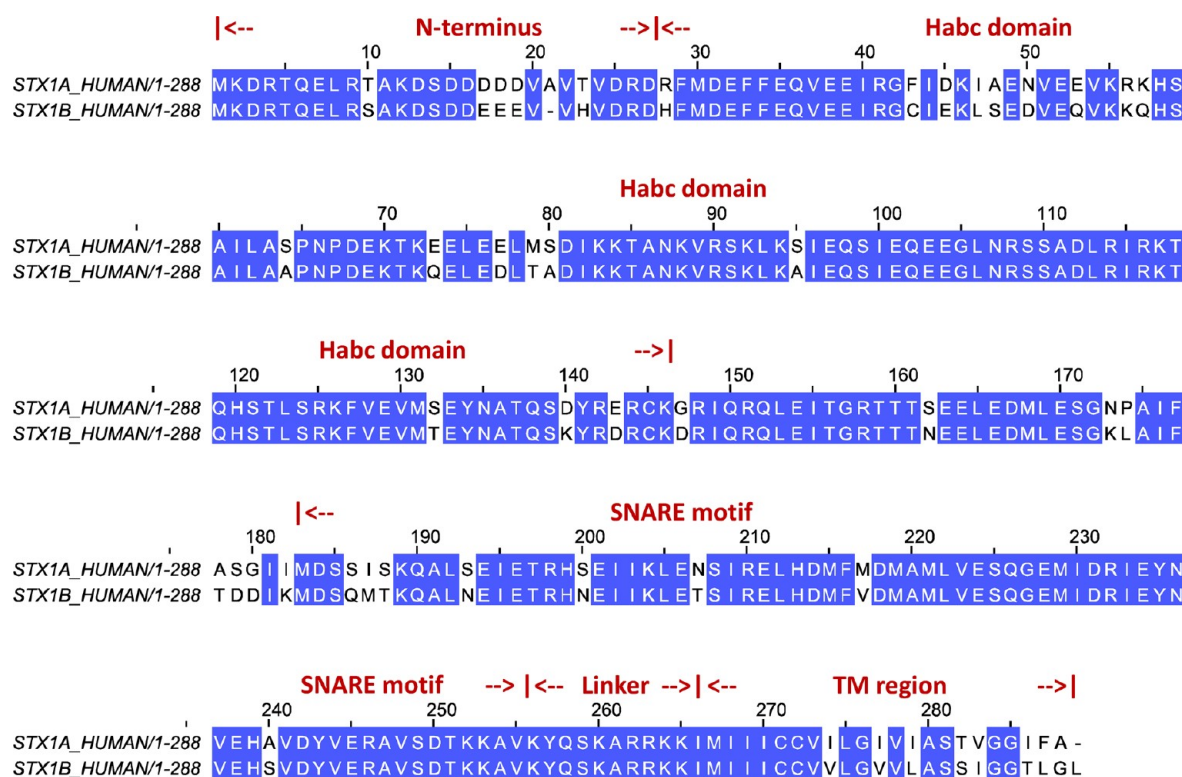 |<-- N-terminus -->|<-- Habc domain
10 20 30 40 50
STX1A_HUMAN/1-288 MKDRTQELRTAKDSDDDDDVAVTVDRDRFMDEFFEQVEEIRGFIDKIAENVEEVKRKHS
STX1B_HUMAN/1-288 MKDRTQELRSAKDSDDEEEV-VHVDRDHFMDEFFEQVEEIRGCIEKLSEDVEQVKKQHS
Habc domain
70 80 90 100 110
STX1A_HUMAN/1-288 AILASPNPDEKTKEELEELMSDIKKTANKVRSKLKSIEQSIEQEEGLNRSSADLRIRKT
STX1B_HUMAN/1-288 AILAAPNPDEKTKQELEDLTADIKKTANKVRSKLKAIEQSIEQEEGLNRSSADLRIRKT
Habc domain -->|
120 130 140 150 160 170
STX1A_HUMAN/1-288 QHSTLSRKFVEVMSEYNATQSDYRERCKGRIQRQLEITGRTTTSEELEDMLESGNPAIF
STX1B_HUMAN/1-288 QHSTLSRKFVEVMTEYNATQSKYRDRCKDRIQRQLEITGRTTTNEELEDMLESGKLAIF
|<-- SNARE motif
180 190 200 210 220 230
STX1A_HUMAN/1-288 ASGIIMDSSISKQALSEIETRHSEIIKLENSIRELHDMFMDMAMLVESQGEMIDRIEYN
STX1B_HUMAN/1-288 TDDIKMDSQMTKQALNEIETRHNEIIKLETSIRELHDMFVDMAMLVESQGEMIDRIEYN
SNARE motif -->|<-- Linker -->|<-- TM region -->|
240 250 260 270 280
STX1A_HUMAN/1-288 VEHAVDYVERAVSDTKKAVKYQSKARRKKIMIIICCVILGIVIASTVGGIFA-
STX1B_HUMAN/1-288 VEHSVDYVERAVSDTKKAVKYQSKARRKKIMIIICCVVLGVVLASSIGGTLGL